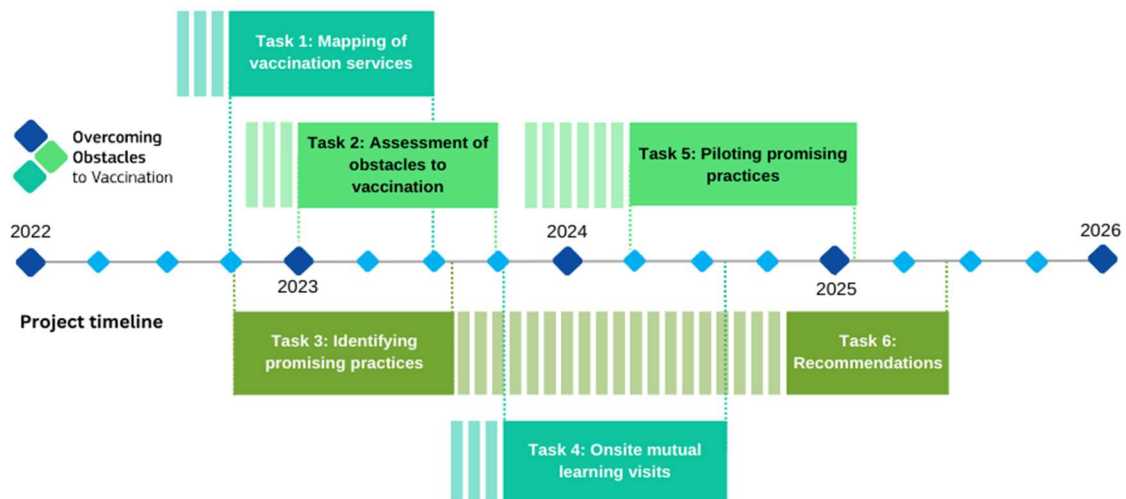 Task 1: Mapping of
vaccination services
Overcoming
Obstacles
to Vaccination
Task 2: Assessment of
obstacles to
vaccination
Task 5: Piloting promising
practices
2022
2024
2026
2023
2025
Project timeline
Task 3: Identifying
promising practices
Task 6:
Recommendations
Task 4: Onsite mutual
learning visits